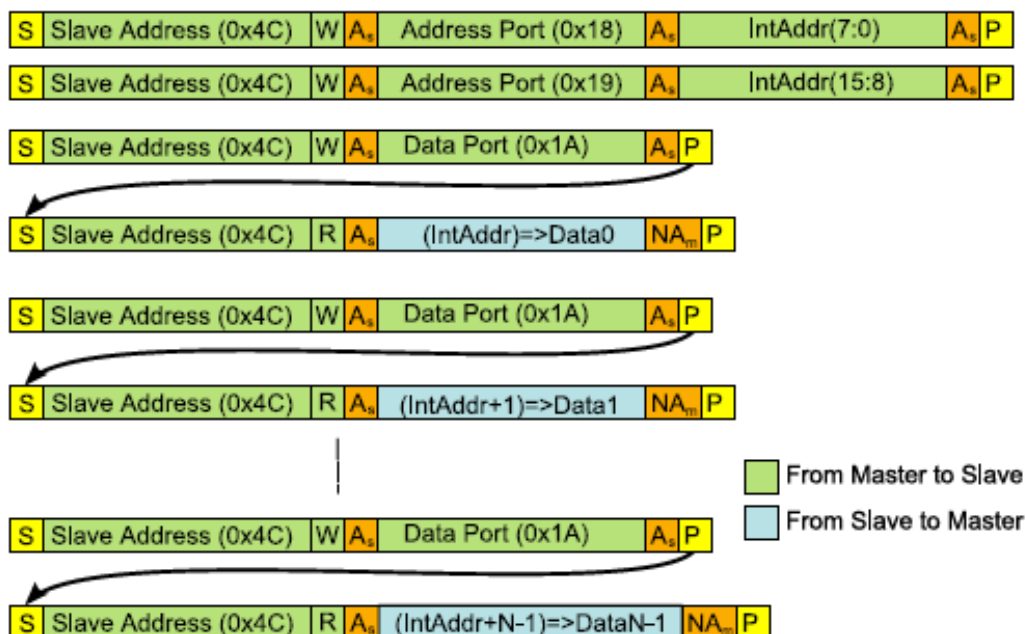 S Slave Address (0x4C) W As Address Port (0x18) As IntAddr(7:0) As P
S Slave Address (0x4C) W As Address Port (0x19) As IntAddr(15:8) As P
S Slave Address (0x4C) W As Data Port (0x1A) As P
S Slave Address (0x4C) R As (IntAddr)=>Data0 NAm P
S Slave Address (0x4C) W As Data Port (0x1A) As P
S Slave Address (0x4C) R As (IntAddr+1)=>Data1 NAm P
From Master to Slave
From Slave to Master
S Slave Address (0x4C) W As Data Port (0x1A) As P
S Slave Address (0x4C) R As (IntAddr+N-1)=>DataN-1 NAm P